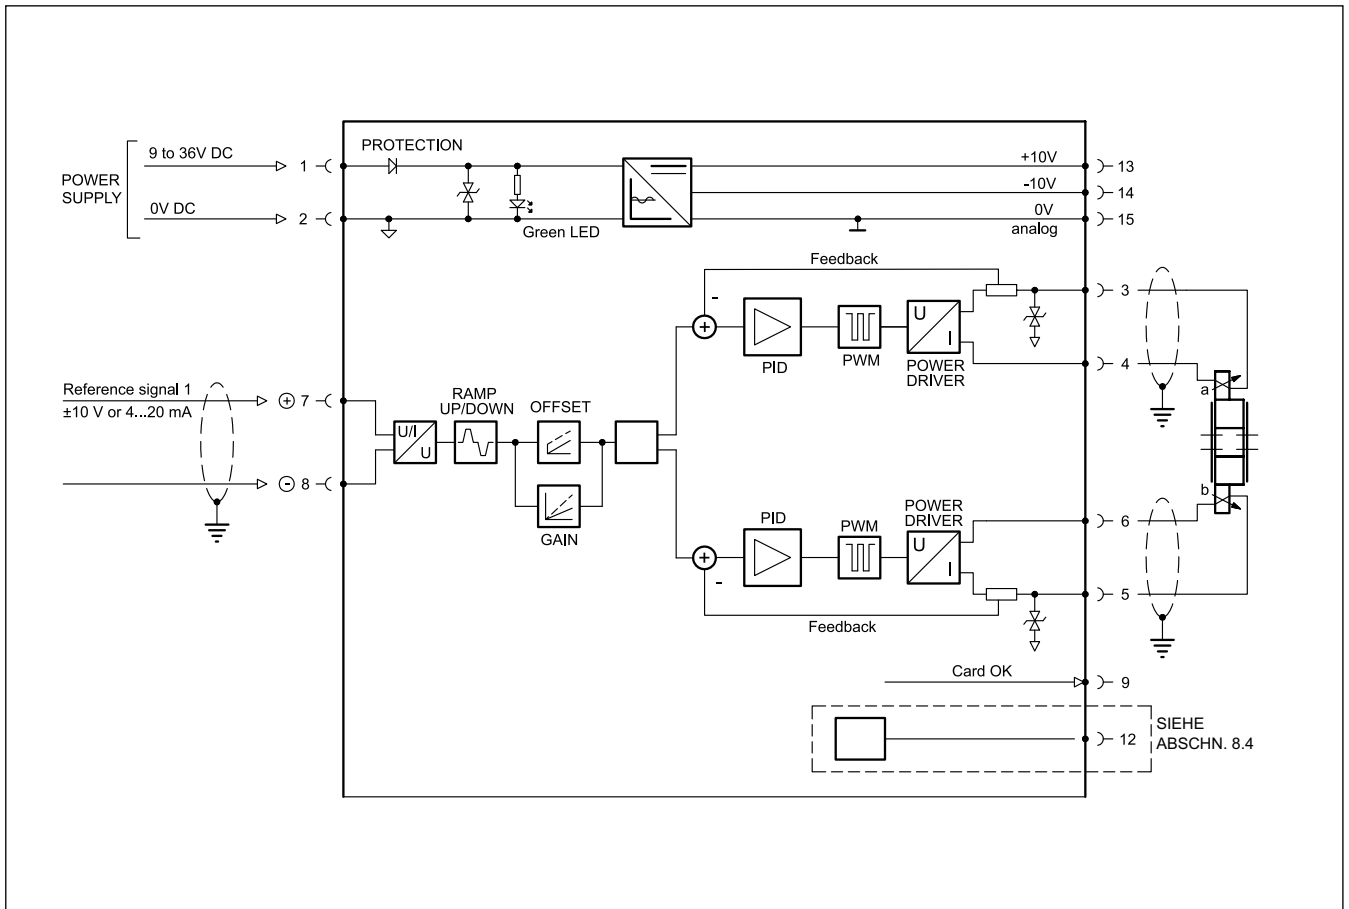 PROTECTION
9 to 36V DC
1
+10V
13
POWER
SUPPLY
-10V
14
0V DC
2
0V
15
Green LED
analog
Feedback
-
3
+
U
I
PID
PWM
POWER
DRIVER
4
Reference signal 1
±10 V or 4...20 mA
+ 7
RAMP
UP/DOWN
OFFSET
U/I
U
a
- 8
GAIN
b
PID
PWM
POWER
DRIVER
6
U
I
+
-
5
Feedback
Card OK
9
12
SIEHE
ABSCHN. 8.4